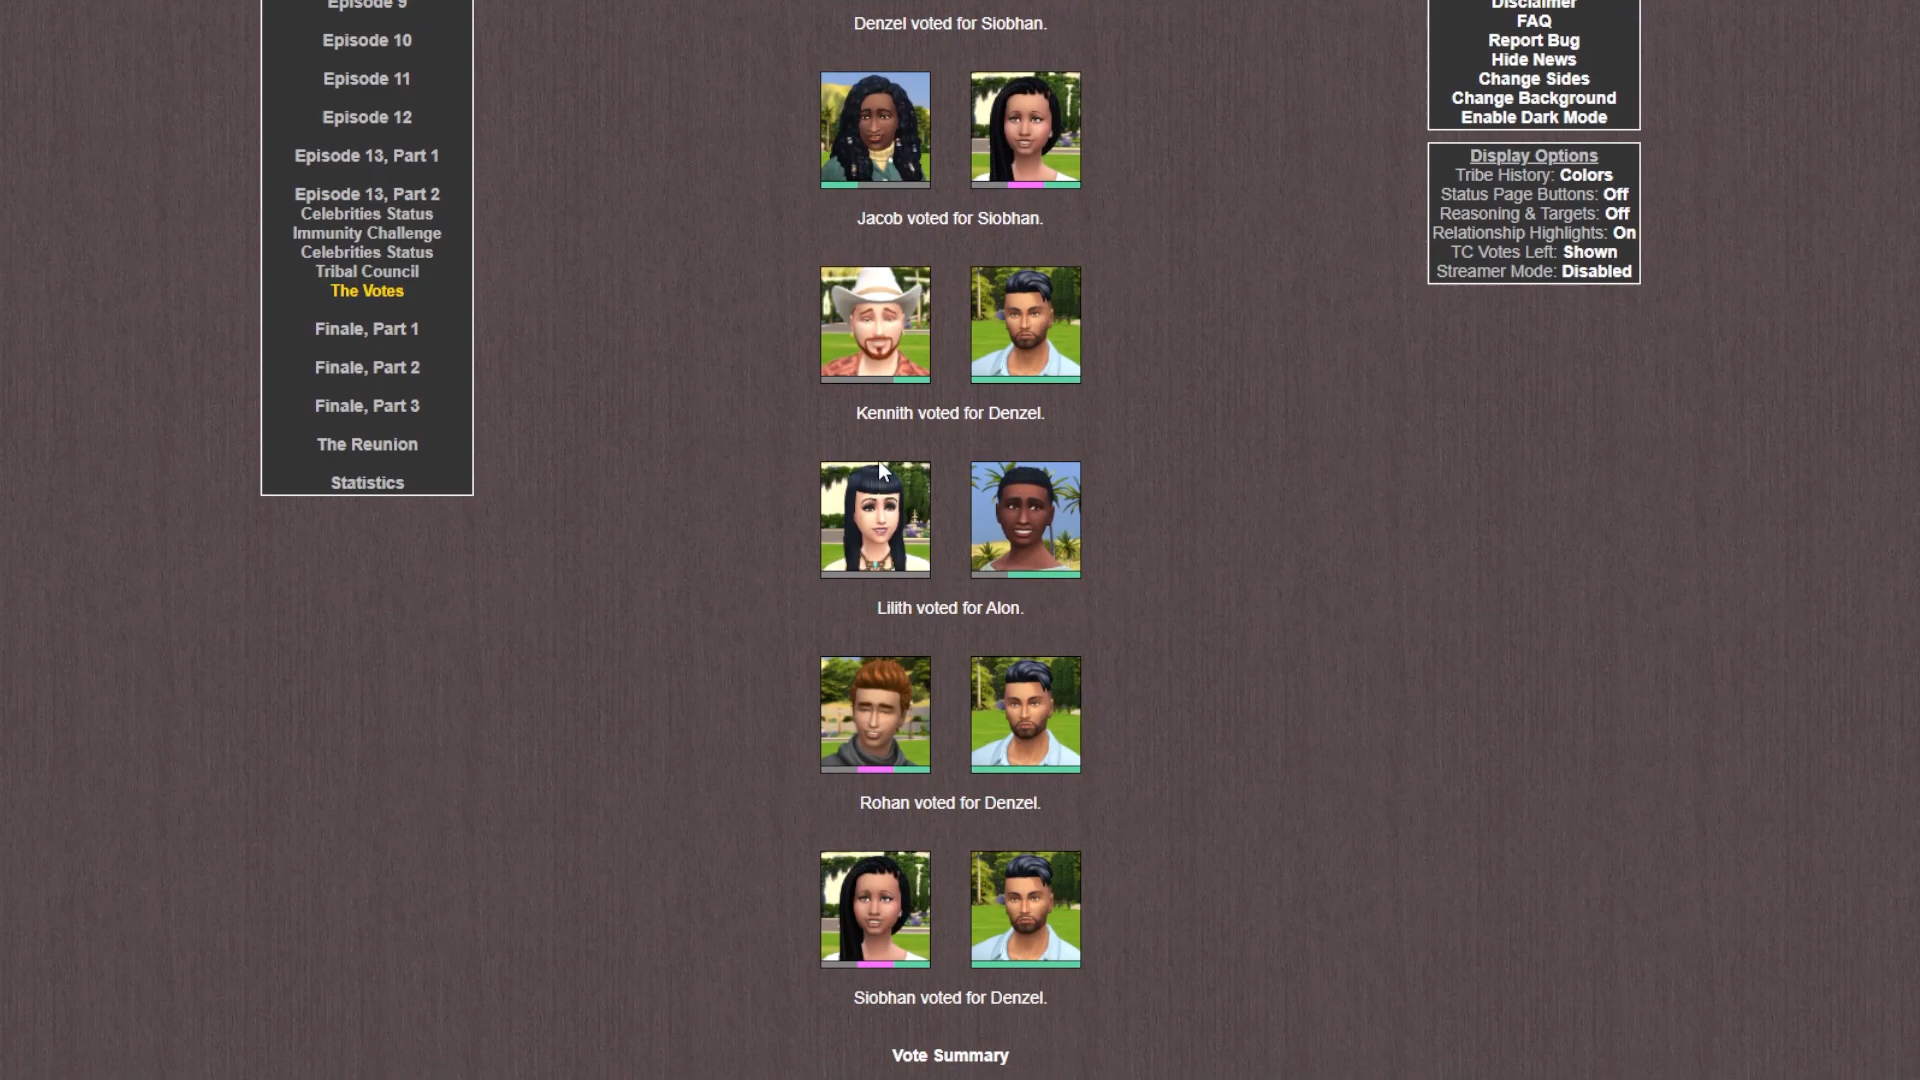 Episode 9
Episode 10
Episode 11
Episode 12
Episode 13, Part 1
Episode 13, Part 2
Celebrities Status
Immunity Challenge
Celebrities Status
Tribal Council
The Votes
Finale, Part 1
Finale, Part 2
Finale, Part 3
The Reunion
Statistics
Denzel voted for Siobhan.
Jacob voted for Siobhan.
Kennith voted for Denzel.
Lilith voted for Alon.
Rohan voted for Denzel.
Siobhan voted for Denzel.
Vote Summary
Disclaimer
FAQ
Report Bug
Hide News
Change Sides
Change Background
Enable Dark Mode
Display Options
Tribe History: Colors
Status Page Buttons: Off
Reasoning & Targets: Off
Relationship Highlights: On
TC Votes Left: Shown
Streamer Mode: Disabled